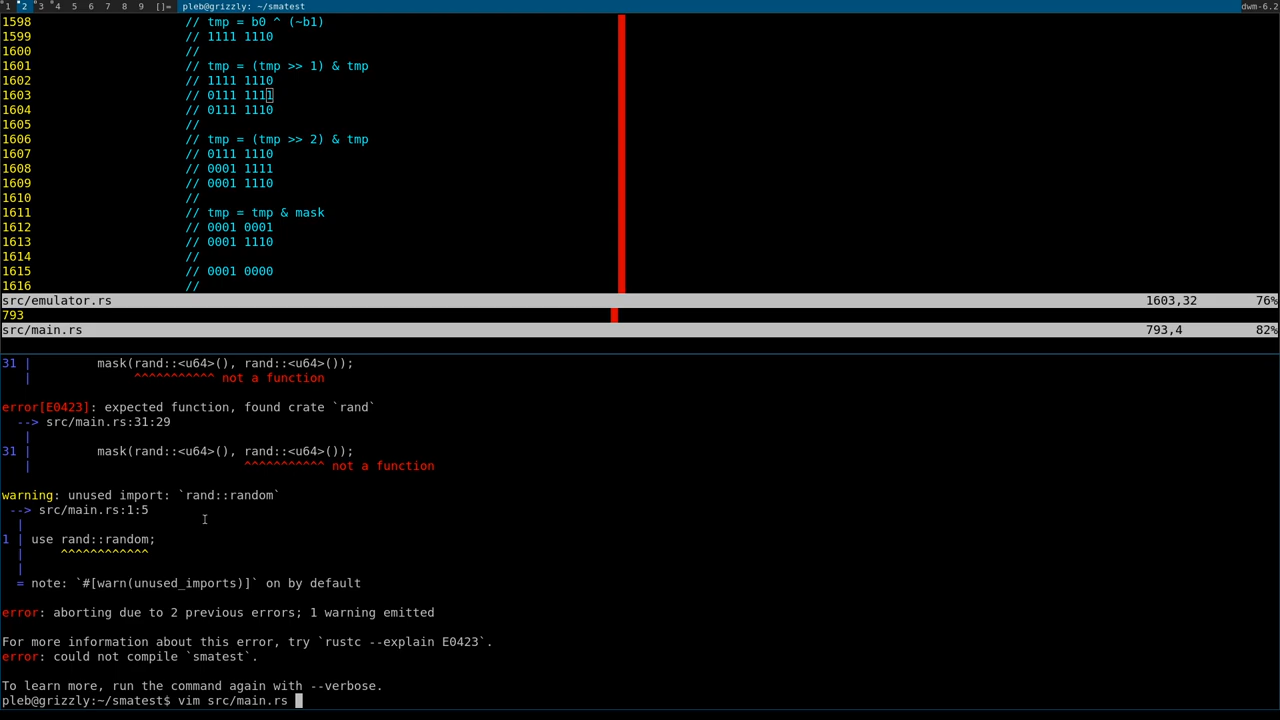 1 2 3 4 5 6 7 8 9 []= pleb@grizzly: ~/smatest dwm-6.2
1598 // tmp = b0 ^ (~b1)
1599 // 1111 1110
1600 //
1601 // tmp = (tmp >> 1) & tmp
1602 // 1111 1110
1603 // 0111 1111
1604 // 0111 1110
1605 //
1606 // tmp = (tmp >> 2) & tmp
1607 // 0111 1110
1608 // 0001 1111
1609 // 0001 1110
1610 //
1611 // tmp = tmp & mask
1612 // 0001 0001
1613 // 0001 1110
1614 //
1615 // 0001 0000
1616 //
src/emulator.rs 1603,32 76%
793
src/main.rs 793,4 82%
31 | mask(rand::<u64>(), rand::<u64>());
| ^^^^^^^^^^^ not a function
error[E0423]: expected function, found crate `rand`
--> src/main.rs:31:29
|
31 | mask(rand::<u64>(), rand::<u64>());
| ^^^^^^^^^^^ not a function
warning: unused import: `rand::random`
--> src/main.rs:1:5
|
1 | use rand::random;
| ^^^^^^^^^^^^
|
= note: `#[warn(unused_imports)]` on by default
error: aborting due to 2 previous errors; 1 warning emitted
For more information about this error, try `rustc --explain E0423`.
error: could not compile `smatest`.
To learn more, run the command again with --verbose.
pleb@grizzly:~/smatest$ vim src/main.rs